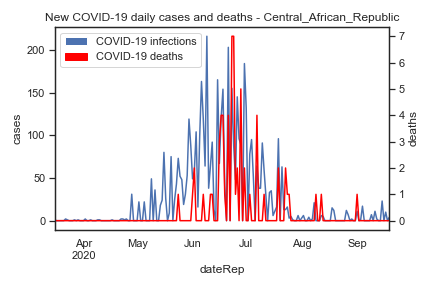 New COVID-19 daily cases and deaths - Central_African_Republic
COVID-19 infections
COVID-19 deaths
200
150
100
50
0
cases
7
6
5
4
3
2
1
0
deaths
Apr
2020
May
Jun
Jul
Aug
Sep
dateRep